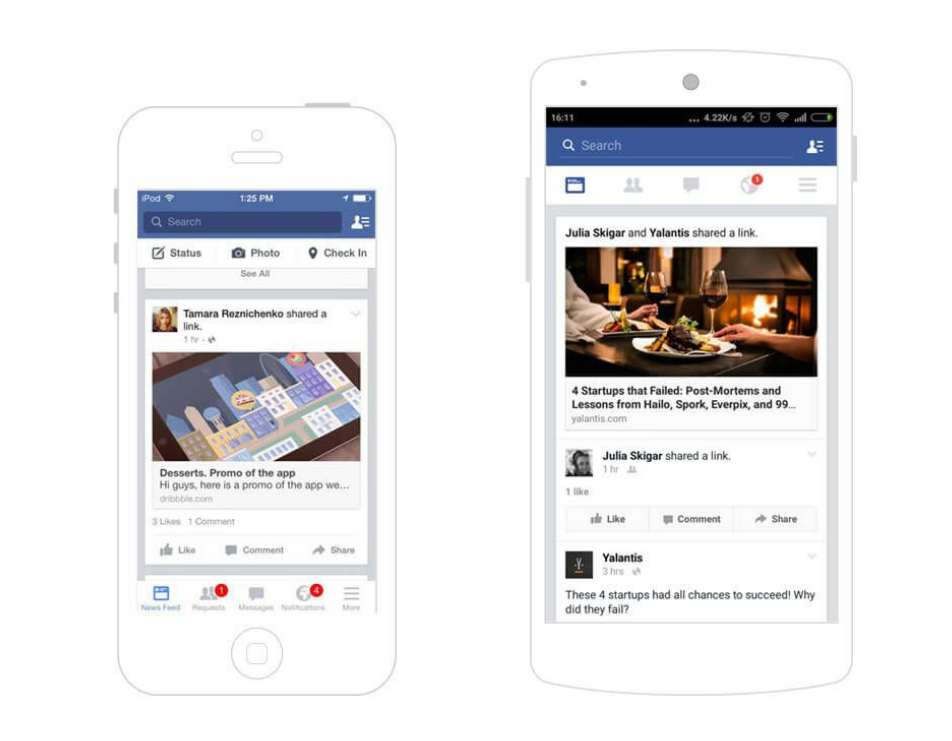 iPod 1:25 PM
Search
Status Photo Check In
See All
Tamara Reznichenko shared a
link.
1 hr
Desserts. Promo of the app
Hi guys, here is a promo of the app we...
dribbble.com
3 Likes 1 Comment
Like Comment Share
1 4
News Feed Requests Messages Notifications More
16:11 ... 4.22K/s
Search
1
Julia Skigar and Yalantis shared a link.
4 Startups that Failed: Post-Mortems and
Lessons from Hailo, Spork, Everpix, and 99...
yalantis.com
Julia Skigar shared a link.
1 hr
1 like
Like Comment Share
Yalantis
3 hrs
These 4 startups had all chances to succeed! Why
did they fail?